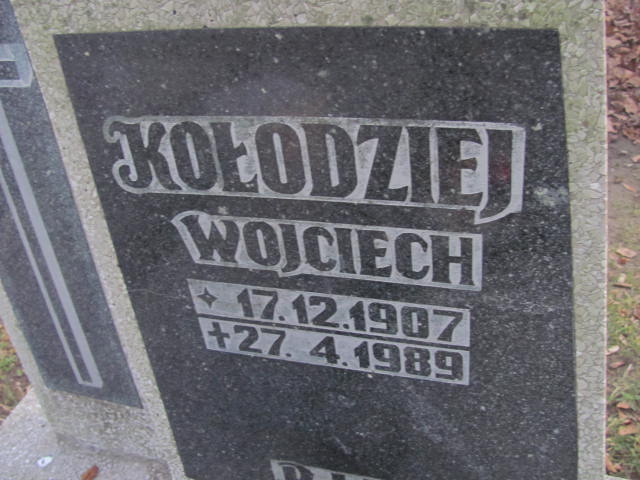 KOŁODZIEJ
WOJCIECH
✧ 17.12.1907
+27. 4.1989